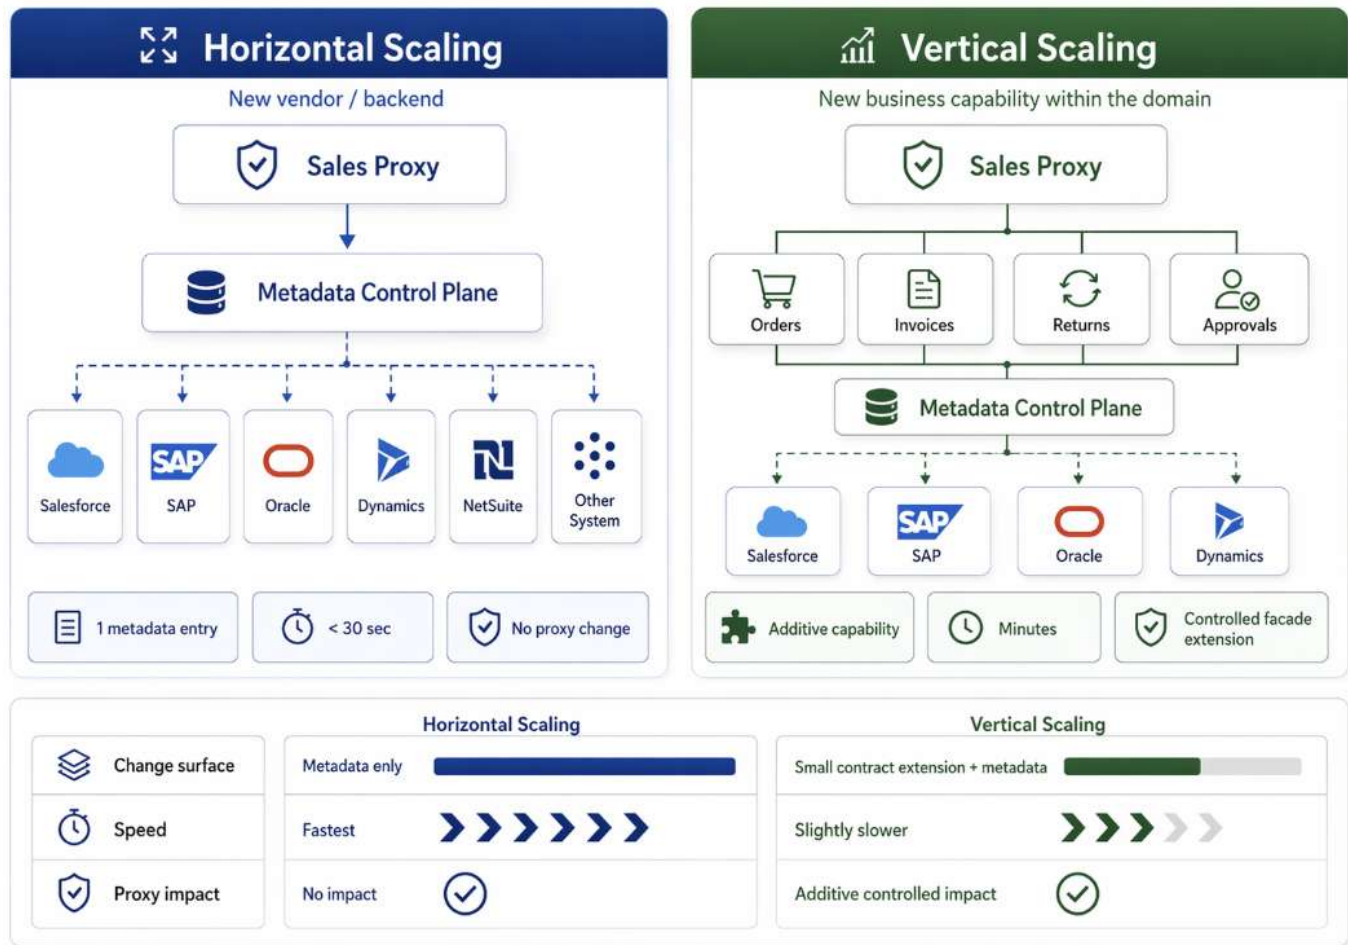 Horizontal Scaling
New vendor / backend
Sales Proxy
Metadata Control Plane
Salesforce
SAP
SAP
Oracle
Dynamics
N
NetSuite
Other
System
1 metadata entry
< 30 sec
No proxy change
Vertical Scaling
New business capability within the domain
Sales Proxy
Orders
Invoices
Returns
Approvals
Metadata Control Plane
Salesforce
SAP
SAP
Oracle
Dynamics
Additive capability
Minutes
Controlled facade
extension
Horizontal Scaling
Vertical Scaling
Change surface
Metadata enly
Small contract extension + metadata
Speed
Fastest
Slightly slower
Proxy impact
No impact
Additive controlled impact